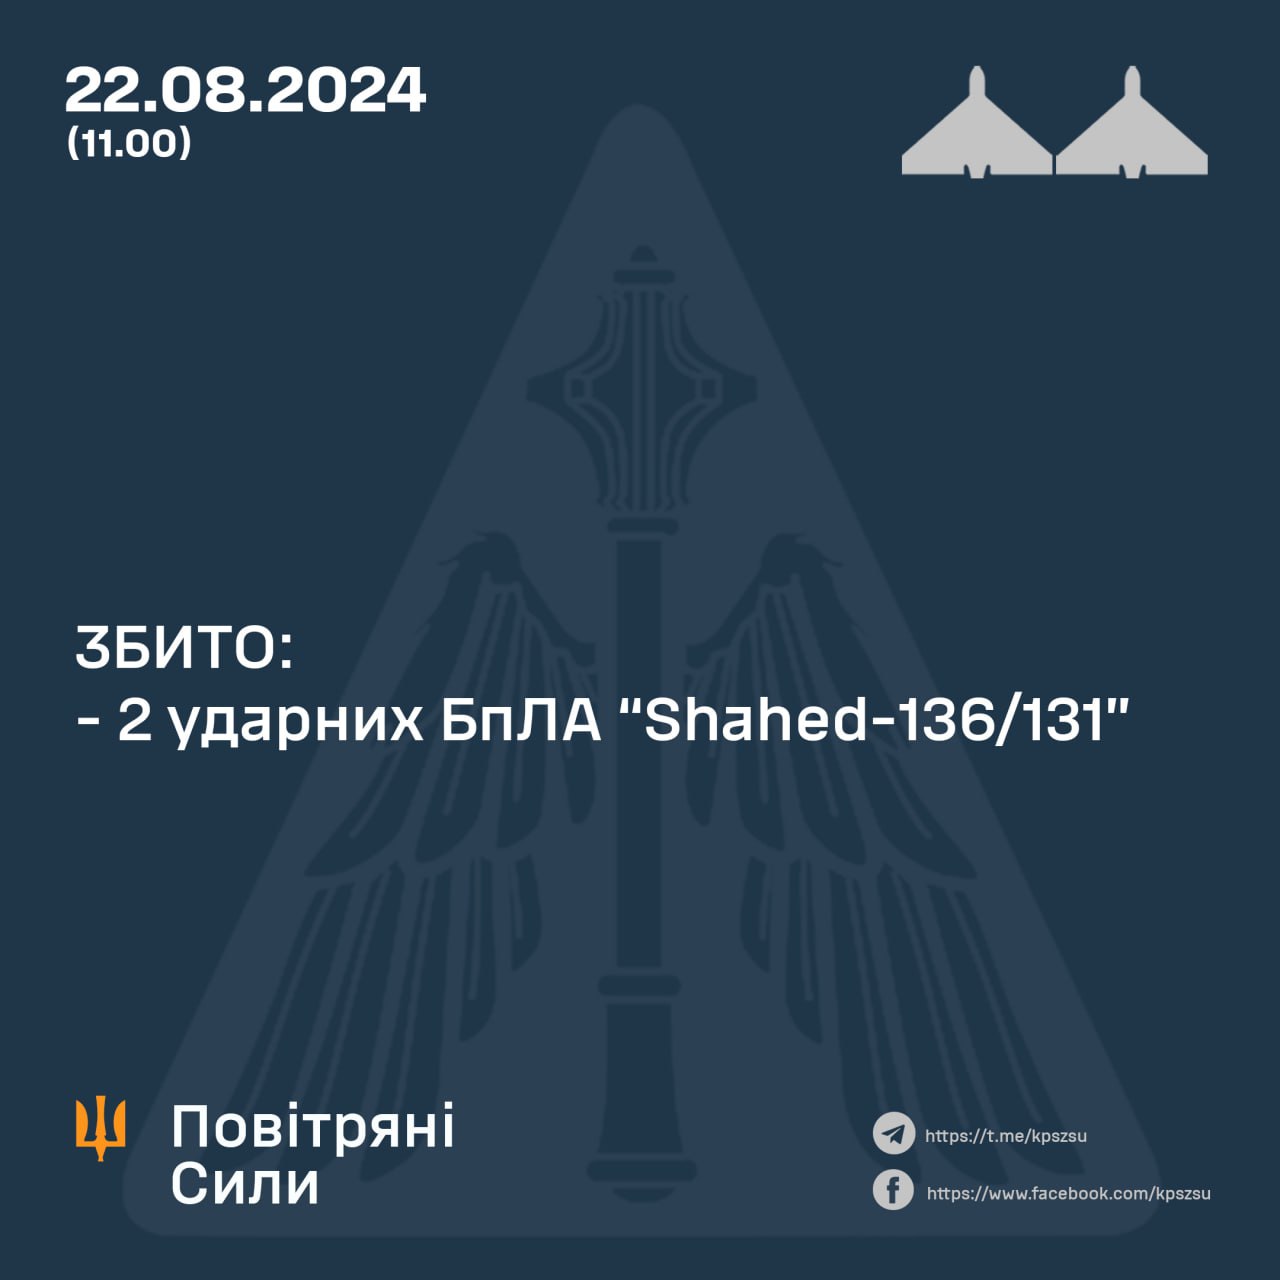 22.08.2024
(11.00)
ЗБИТО:
- 2 ударних БпЛА “Shahed-136/131”
Повітряні
Сили
https://t.me/kpszsu
https://www.facebook.com/kpszsu